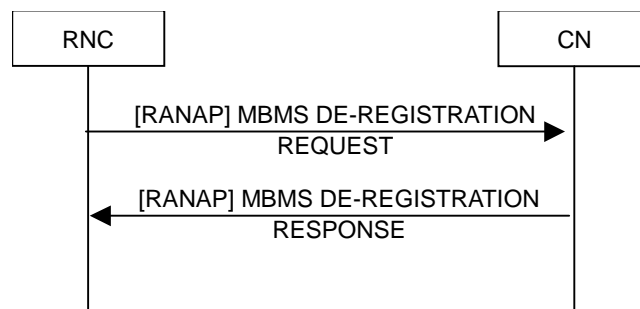 RNC
CN
[RANAP] MBMS DE-REGISTRATION
REQUEST
[RANAP] MBMS DE-REGISTRATION
RESPONSE